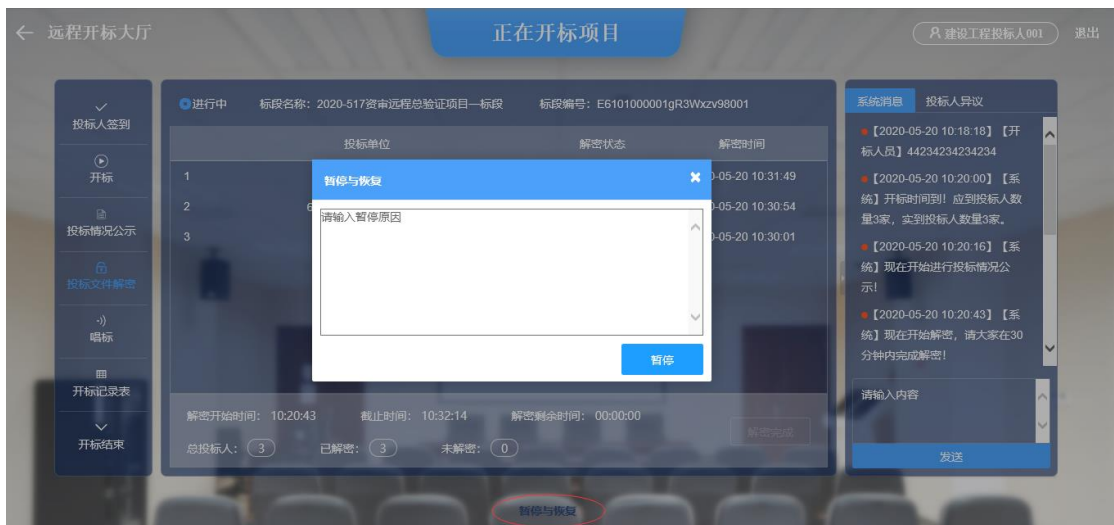 ← 远程开标大厅
正在开标项目
建设工程投标人001
退出
投标人签到
开标
投标情况公示
投标文件解密
唱标
开标记录表
开标结束
进行中 标段名称：2020-517资审远程总验证项目—标段 标段编号：E6101000001gR3Wxzv98001
投标单位 解密状态 解密时间
1 0-05-20 10:31:49
2 6 0-05-20 10:30:54
3 0-05-20 10:30:01
暂停与恢复
请输入暂停原因
暂停
解密开始时间：10:20:43 截止时间：10:32:14 解密剩余时间：00:00:00
总投标人：3 已解密：3 未解密：0
解密完成
系统消息 投标人异议
【2020-05-20 10:18:18】【开
标人员】44234234234234
【2020-05-20 10:20:00】【系
统】开标时间到！应到投标人数
量3家，实到投标人数量3家。
【2020-05-20 10:20:16】【系
统】现在开始进行投标情况公
示！
【2020-05-20 10:20:43】【系
统】现在开始解密，请大家在30
分钟内完成解密！
请输入内容
发送
暂停与恢复